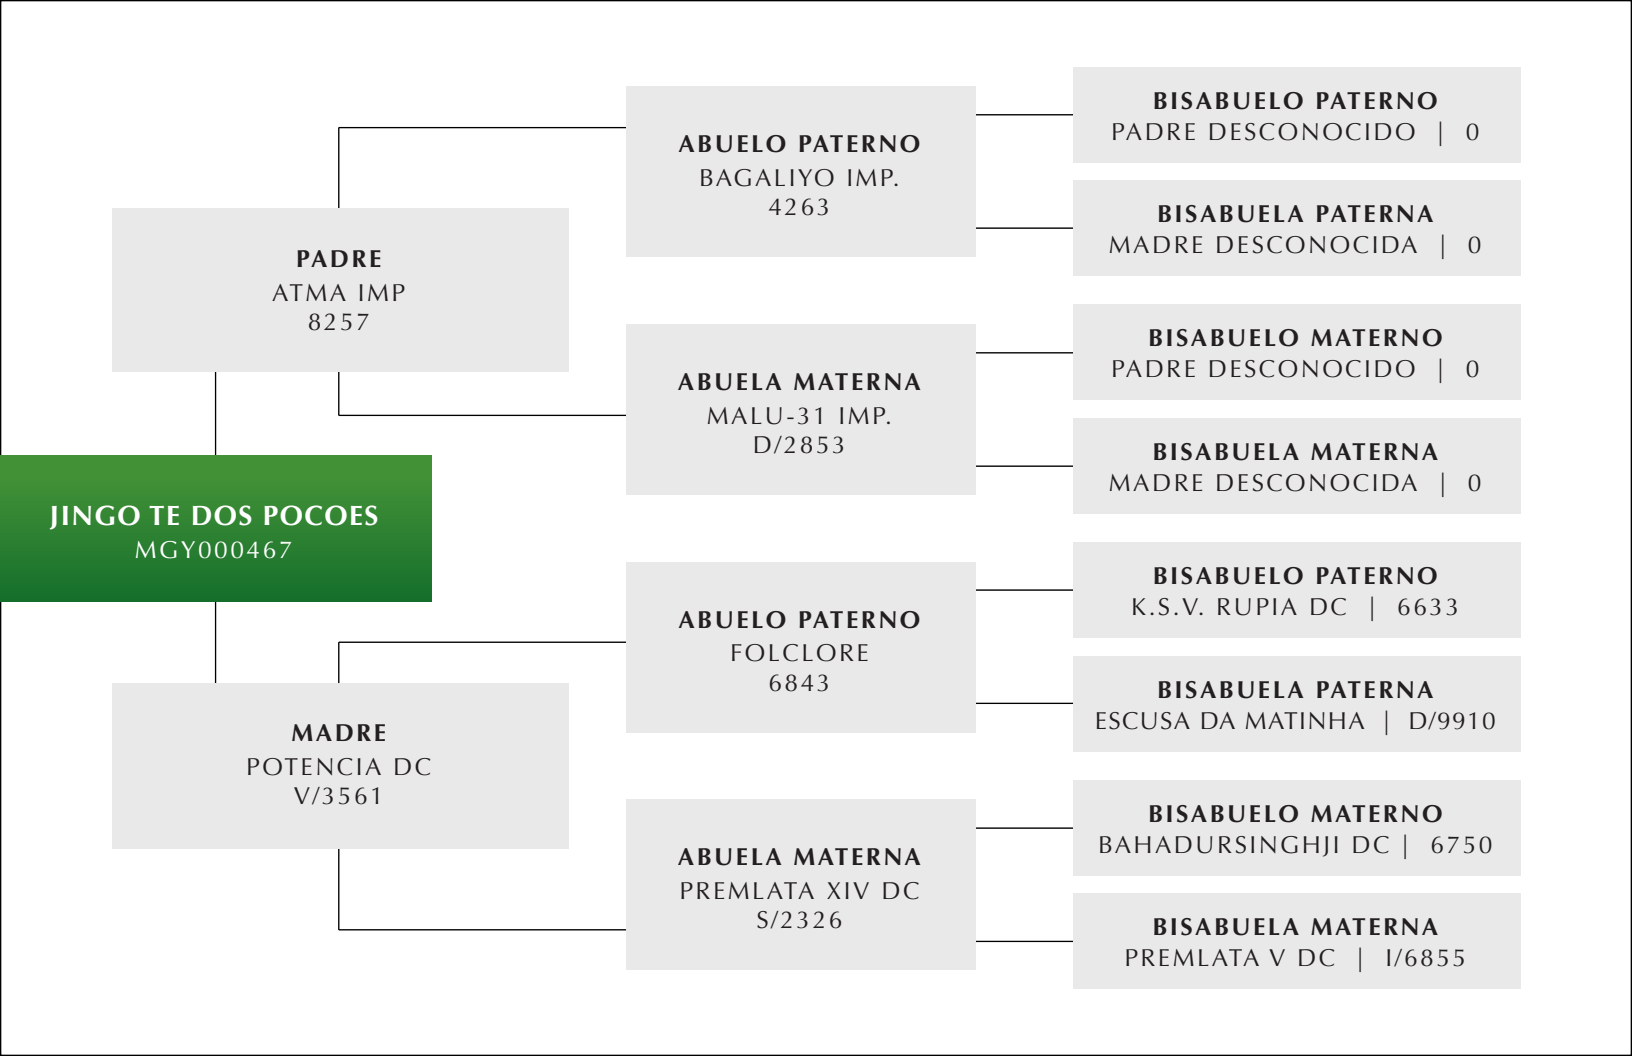 JINGO TE DOS POCOES
MGY000467
PADRE
ATMA IMP
8257
MADRE
POTENCIA DC
V/3561
ABUELO PATERNO
BAGALIYO IMP.
4263
ABUELA MATERNA
MALU-31 IMP.
D/2853
ABUELO PATERNO
FOLCLORE
6843
ABUELA MATERNA
PREMLATA XIV DC
S/2326
BISABUELO PATERNO
PADRE DESCONOCIDO | 0
BISABUELA PATERNA
MADRE DESCONOCIDA | 0
BISABUELO MATERNO
PADRE DESCONOCIDO | 0
BISABUELA MATERNA
MADRE DESCONOCIDA | 0
BISABUELO PATERNO
K.S.V. RUPIA DC | 6633
BISABUELA PATERNA
ESCUSA DA MATINHA | D/9910
BISABUELO MATERNO
BAHADURSINGHJI DC | 6750
BISABUELA MATERNA
PREMLATA V DC | I/6855